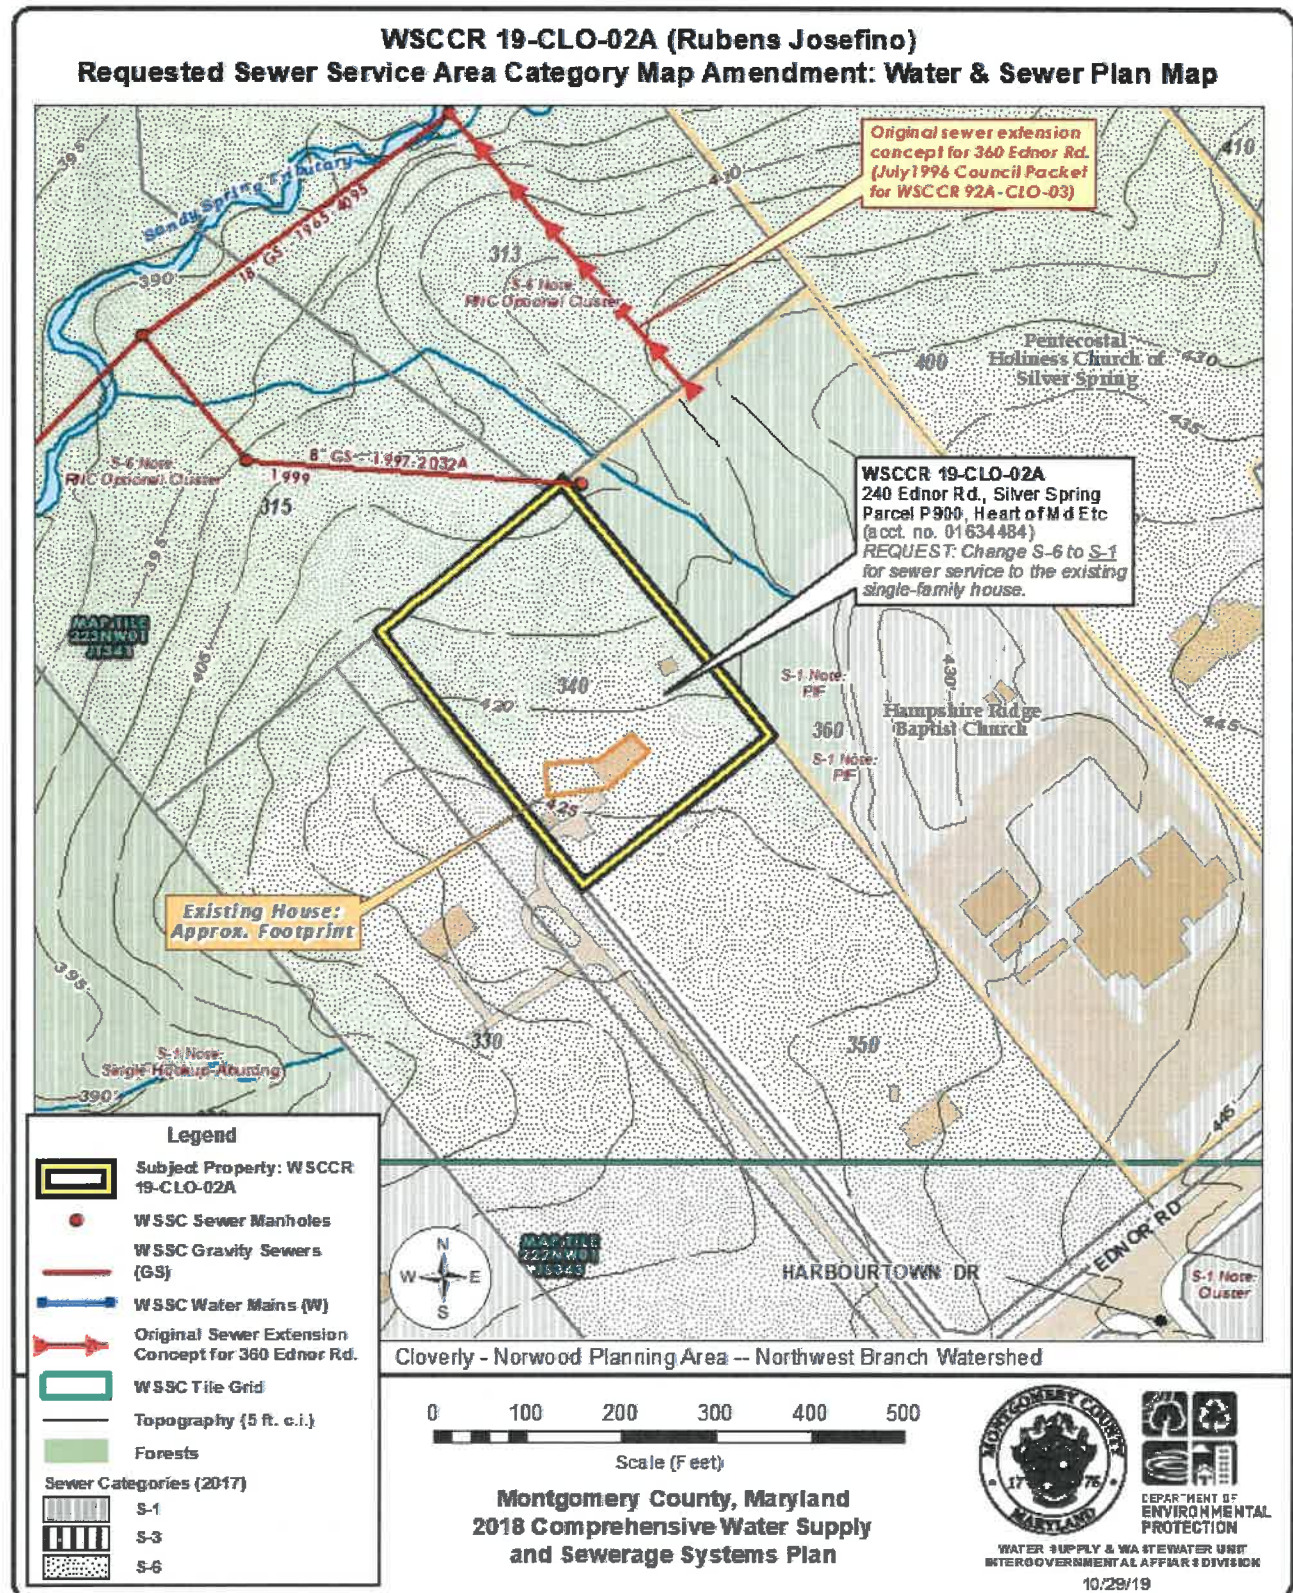 WSCCR 19-CLO-02A (Rubens Josefino)
Requested Sewer Service Area Category Map Amendment: Water & Sewer Plan Map
Original sewer extension
concept for 360 Ednor Rd.
(July 1996 Council Packet
for WSCCR 92A-CLO-03)
410
395'
430'
Sandy Spring Tributary
18" GS - 1965-4095
390'
313
S-6 Note:
RNC Optional Cluster
Pentecostal
Holiness Church of
Silver Spring
400
430'
435'
8" GS - 1997-2032A
1999
S-6 Note:
RNC Optional Cluster
315
395'
WSCCR 19-CLO-02A
240 Ednor Rd., Silver Spring
Parcel P900, Heart of Md Etc
(acct. no. 01634484)
REQUEST: Change S-6 to S-1
for sewer service to the existing
single-family house.
MAP TILE
223NW01
JS43
405'
340
420'
S-1 Note:
PIF
430'
Hampshire Ridge
Baptist Church
360
S-1 Note:
PIF
445'
425
Existing House:
Approx. Footprint
395'
330
350
S-1 Note:
Single Hookup-Abutting
390'
445'
MAP TILE
222NW01
JS343
HARBOURTOWN DR
EDNOR RD
S-1 Note:
Cluster
N
W E
S
Legend
Subject Property: WSCCR
19-CLO-02A
WSSC Sewer Manholes
WSSC Gravity Sewers
(GS)
WSSC Water Mains (W)
Original Sewer Extension
Concept for 360 Ednor Rd.
WSSC Tile Grid
Topography (5 ft. c.i.)
Forests
Sewer Categories (2017)
S-1
S-3
S-6
Cloverly - Norwood Planning Area -- Northwest Branch Watershed
0 100 200 300 400 500
Scale (Feet)
Montgomery County, Maryland
2018 Comprehensive Water Supply
and Sewerage Systems Plan
MONTGOMERY COUNTY
17 76
MARYLAND
DEPARTMENT OF
ENVIRONMENTAL
PROTECTION
WATER SUPPLY & WASTEWATER UNIT
INTERGOVERNMENTAL AFFIARS DIVISION
10/29/19